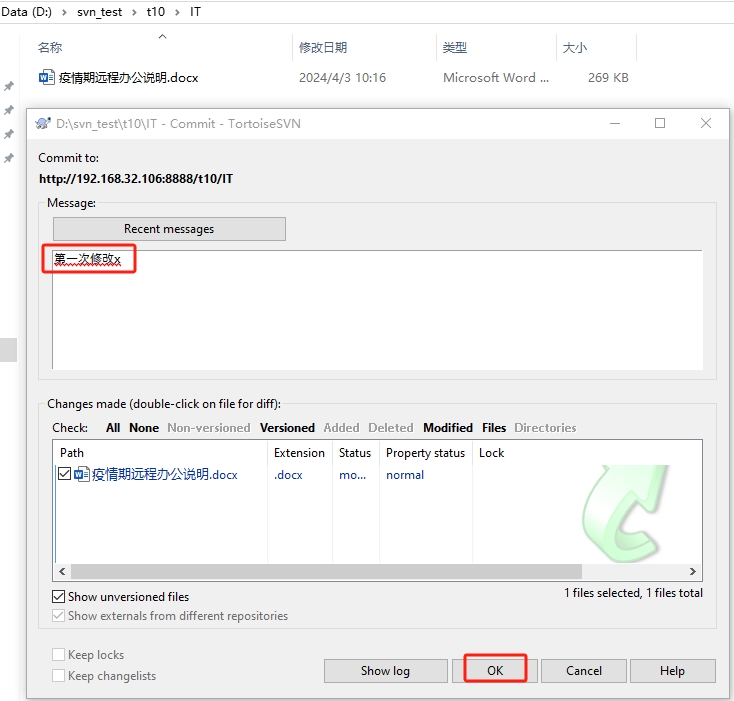 Data (D:) > svn_test > t10 > IT
名称 修改日期 类型 大小
疫情期远程办公说明.docx 2024/4/3 10:16 Microsoft Word ... 269 KB
D:\svn_test\t10\IT - Commit - TortoiseSVN
Commit to:
http://192.168.32.106:8888/t10/IT
Message:
Recent messages
第一次修改x
Changes made (double-click on file for diff):
Check: All None Non-versioned Versioned Added Deleted Modified Files Directories
Path Extension Status Property status Lock
疫情期远程办公说明.docx .docx mo... normal
Show unversioned files
1 files selected, 1 files total
Show externals from different repositories
Keep locks
Keep changelists
Show log OK Cancel Help